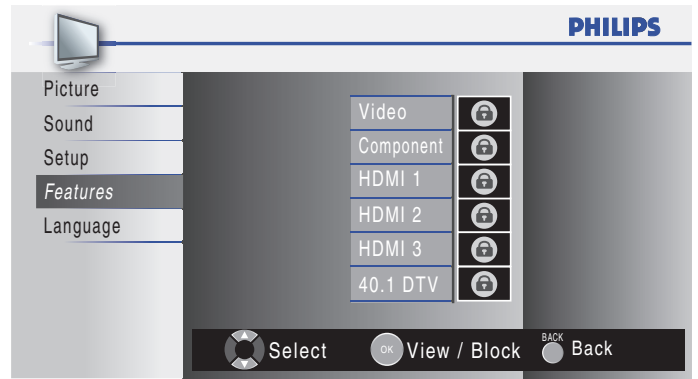 PHILIPS
Picture
Sound
Setup
Features
Language
Video
Component
HDMI 1
HDMI 2
HDMI 3
40.1 DTV
Select OK View / Block BACK Back